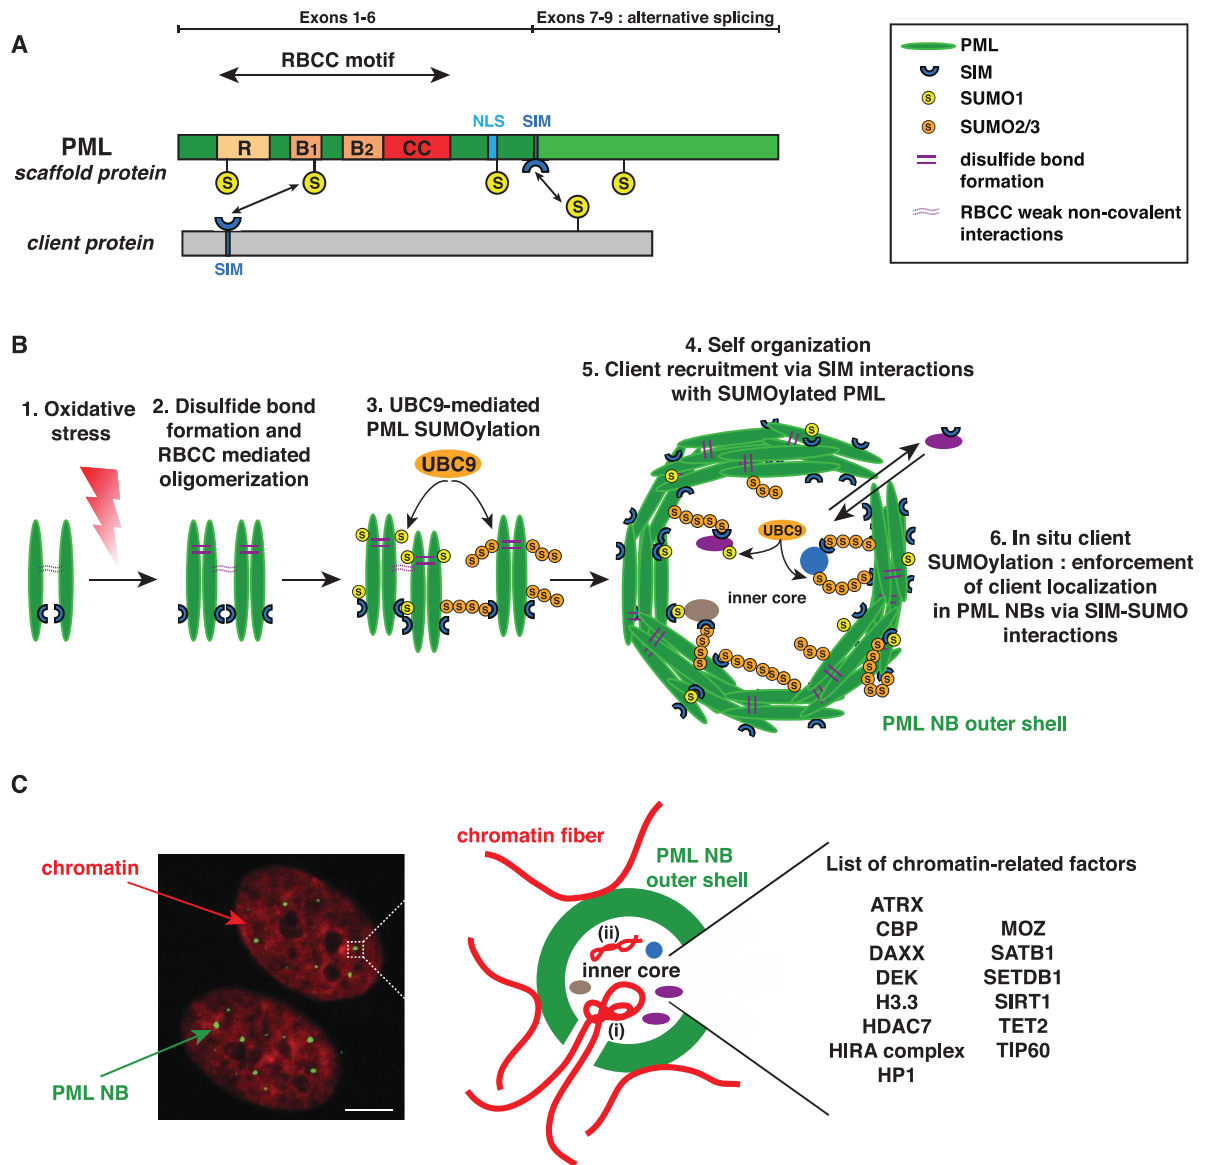 A
Exons 1-6
Exons 7-9 : alternative splicing
RBCC motif
NLS
SIM
PML
scaffold protein
R
B1
B2
CC
S
S
S
S
S
client protein
SIM
PML
SIM
S SUMO1
S SUMO2/3
disulfide bond
formation
RBCC weak non-covalent
interactions
B
1. Oxidative
stress
2. Disulfide bond
formation and
RBCC mediated
oligomerization
3. UBC9-mediated
PML SUMOylation
UBC9
4. Self organization
5. Client recruitment via SIM interactions
with SUMOylated PML
UBC9
inner core
6. In situ client
SUMOylation : enforcement
of client localization
in PML NBs via SIM-SUMO
interactions
PML NB outer shell
C
chromatin
PML NB
chromatin fiber
PML NB
outer shell
(ii)
inner core
(i)
List of chromatin-related factors
ATRX
CBP
DAXX
DEK
H3.3
HDAC7
HIRA complex
HP1
MOZ
SATB1
SETDB1
SIRT1
TET2
TIP60